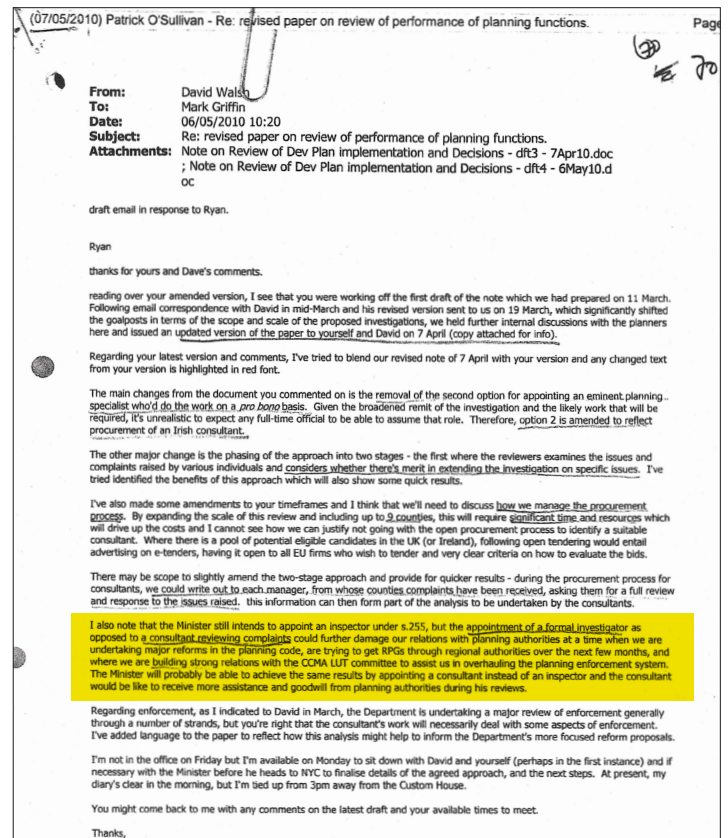 (07/05/2010) Patrick O'Sullivan - Re: revised paper on review of performance of planning functions. Page
70
From: David Walsh
To: Mark Griffin
Date: 06/05/2010 10:20
Subject: Re: revised paper on review of performance of planning functions.
Attachments: Note on Review of Dev Plan implementation and Decisions - dft3 - 7Apr10.doc
; Note on Review of Dev Plan implementation and Decisions - dft4 - 6May10.d
oc
draft email in response to Ryan.
Ryan
thanks for yours and Dave's comments.
reading over your amended version, I see that you were working off the first draft of the note which we had prepared on 11 March.
Following email correspondence with David in mid-March and his revised version sent to us on 19 March, which significantly shifted
the goalposts in terms of the scope and scale of the proposed investigations, we held further internal discussions with the planners
here and issued an updated version of the paper to yourself and David on 7 April (copy attached for info).
Regarding your latest version and comments, I've tried to blend our revised note of 7 April with your version and any changed text
from your version is highlighted in red font.
The main changes from the document you commented on is the removal of the second option for appointing an eminent planning
specialist who'd do the work on a pro bono basis. Given the broadened remit of the investigation and the likely work that will be
required, it's unrealistic to expect any full-time official to be able to assume that role. Therefore, option 2 is amended to reflect
procurement of an Irish consultant.
The other major change is the phasing of the approach into two stages - the first where the reviewers examines the issues and
complaints raised by various individuals and considers whether there's merit in extending the investigation on specific issues. I've
tried identified the benefits of this approach which will also show some quick results.
I've also made some amendments to your timeframes and I think that we'll need to discuss how we manage the procurement
process. By expanding the scale of this review and including up to 9 counties, this will require significant time and resources which
will drive up the costs and I cannot see how we can justify not going with the open procurement process to identify a suitable
consultant. Where there is a pool of potential eligible candidates in the UK (or Ireland), following open tendering would entail
advertising on e-tenders, having it open to all EU firms who wish to tender and very clear criteria on how to evaluate the bids.
There may be scope to slightly amend the two-stage approach and provide for quicker results - during the procurement process for
consultants, we could write out to each manager, from whose counties complaints have been received, asking them for a full review
and response to the issues raised. this information can then form part of the analysis to be undertaken by the consultants.
I also note that the Minister still intends to appoint an inspector under s.255, but the appointment of a formal investigator as
opposed to a consultant reviewing complaints could further damage our relations with planning authorities at a time when we are
undertaking major reforms in the planning code, are trying to get RPGs through regional authorities over the next few months, and
where we are building strong relations with the CCMA LUT committee to assist us in overhauling the planning enforcement system.
The Minister will probably be able to achieve the same results by appointing a consultant instead of an inspector and the consultant
would be like to receive more assistance and goodwill from planning authorities during his reviews.
Regarding enforcement, as I indicated to David in March, the Department is undertaking a major review of enforcement generally
through a number of strands, but you're right that the consultant's work will necessarily deal with some aspects of enforcement.
I've added language to the paper to reflect how this analysis might help to inform the Department's more focused reform proposals.
I'm not in the office on Friday but I'm available on Monday to sit down with David and yourself (perhaps in the first instance) and if
necessary with the Minister before he heads to NYC to finalise details of the agreed approach, and the next steps. At present, my
diary's clear in the morning, but I'm tied up from 3pm away from the Custom House.
You might come back to me with any comments on the latest draft and your available times to meet.
Thanks,